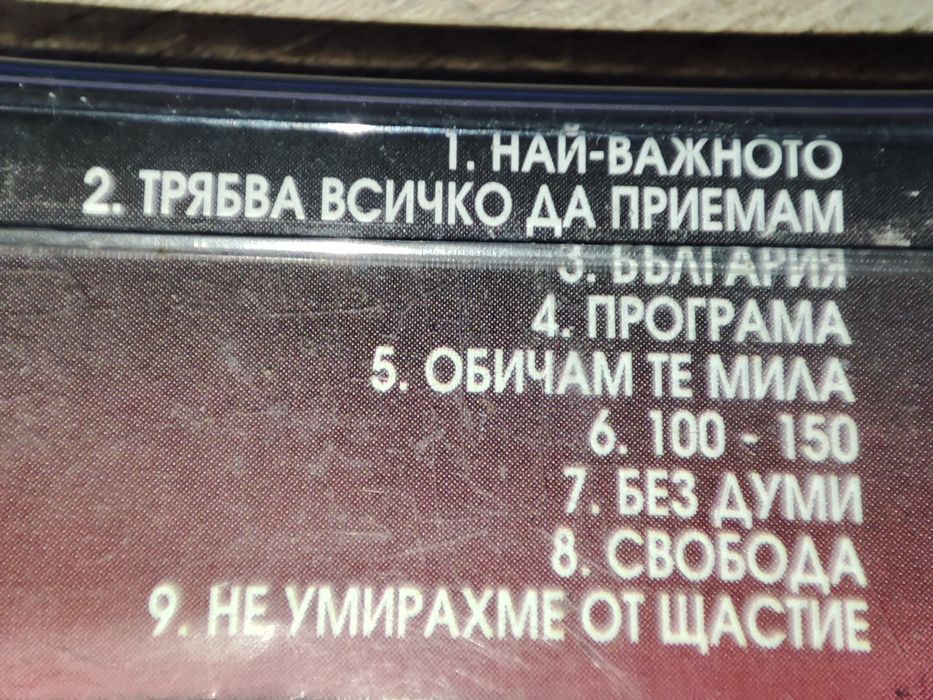 1. НАЙ-ВАЖНОТО
2. ТРЯБВА ВСИЧКО ДА ПРИЕМАМ
3. БЪЛГАРИЯ
4. ПРОГРАМА
5. ОБИЧАМ ТЕ МИЛА
6. 100 - 150
7. БЕЗ ДУМИ
8. СВОБОДА
9. НЕ УМИРАХМЕ ОТ ЩАСТИЕ